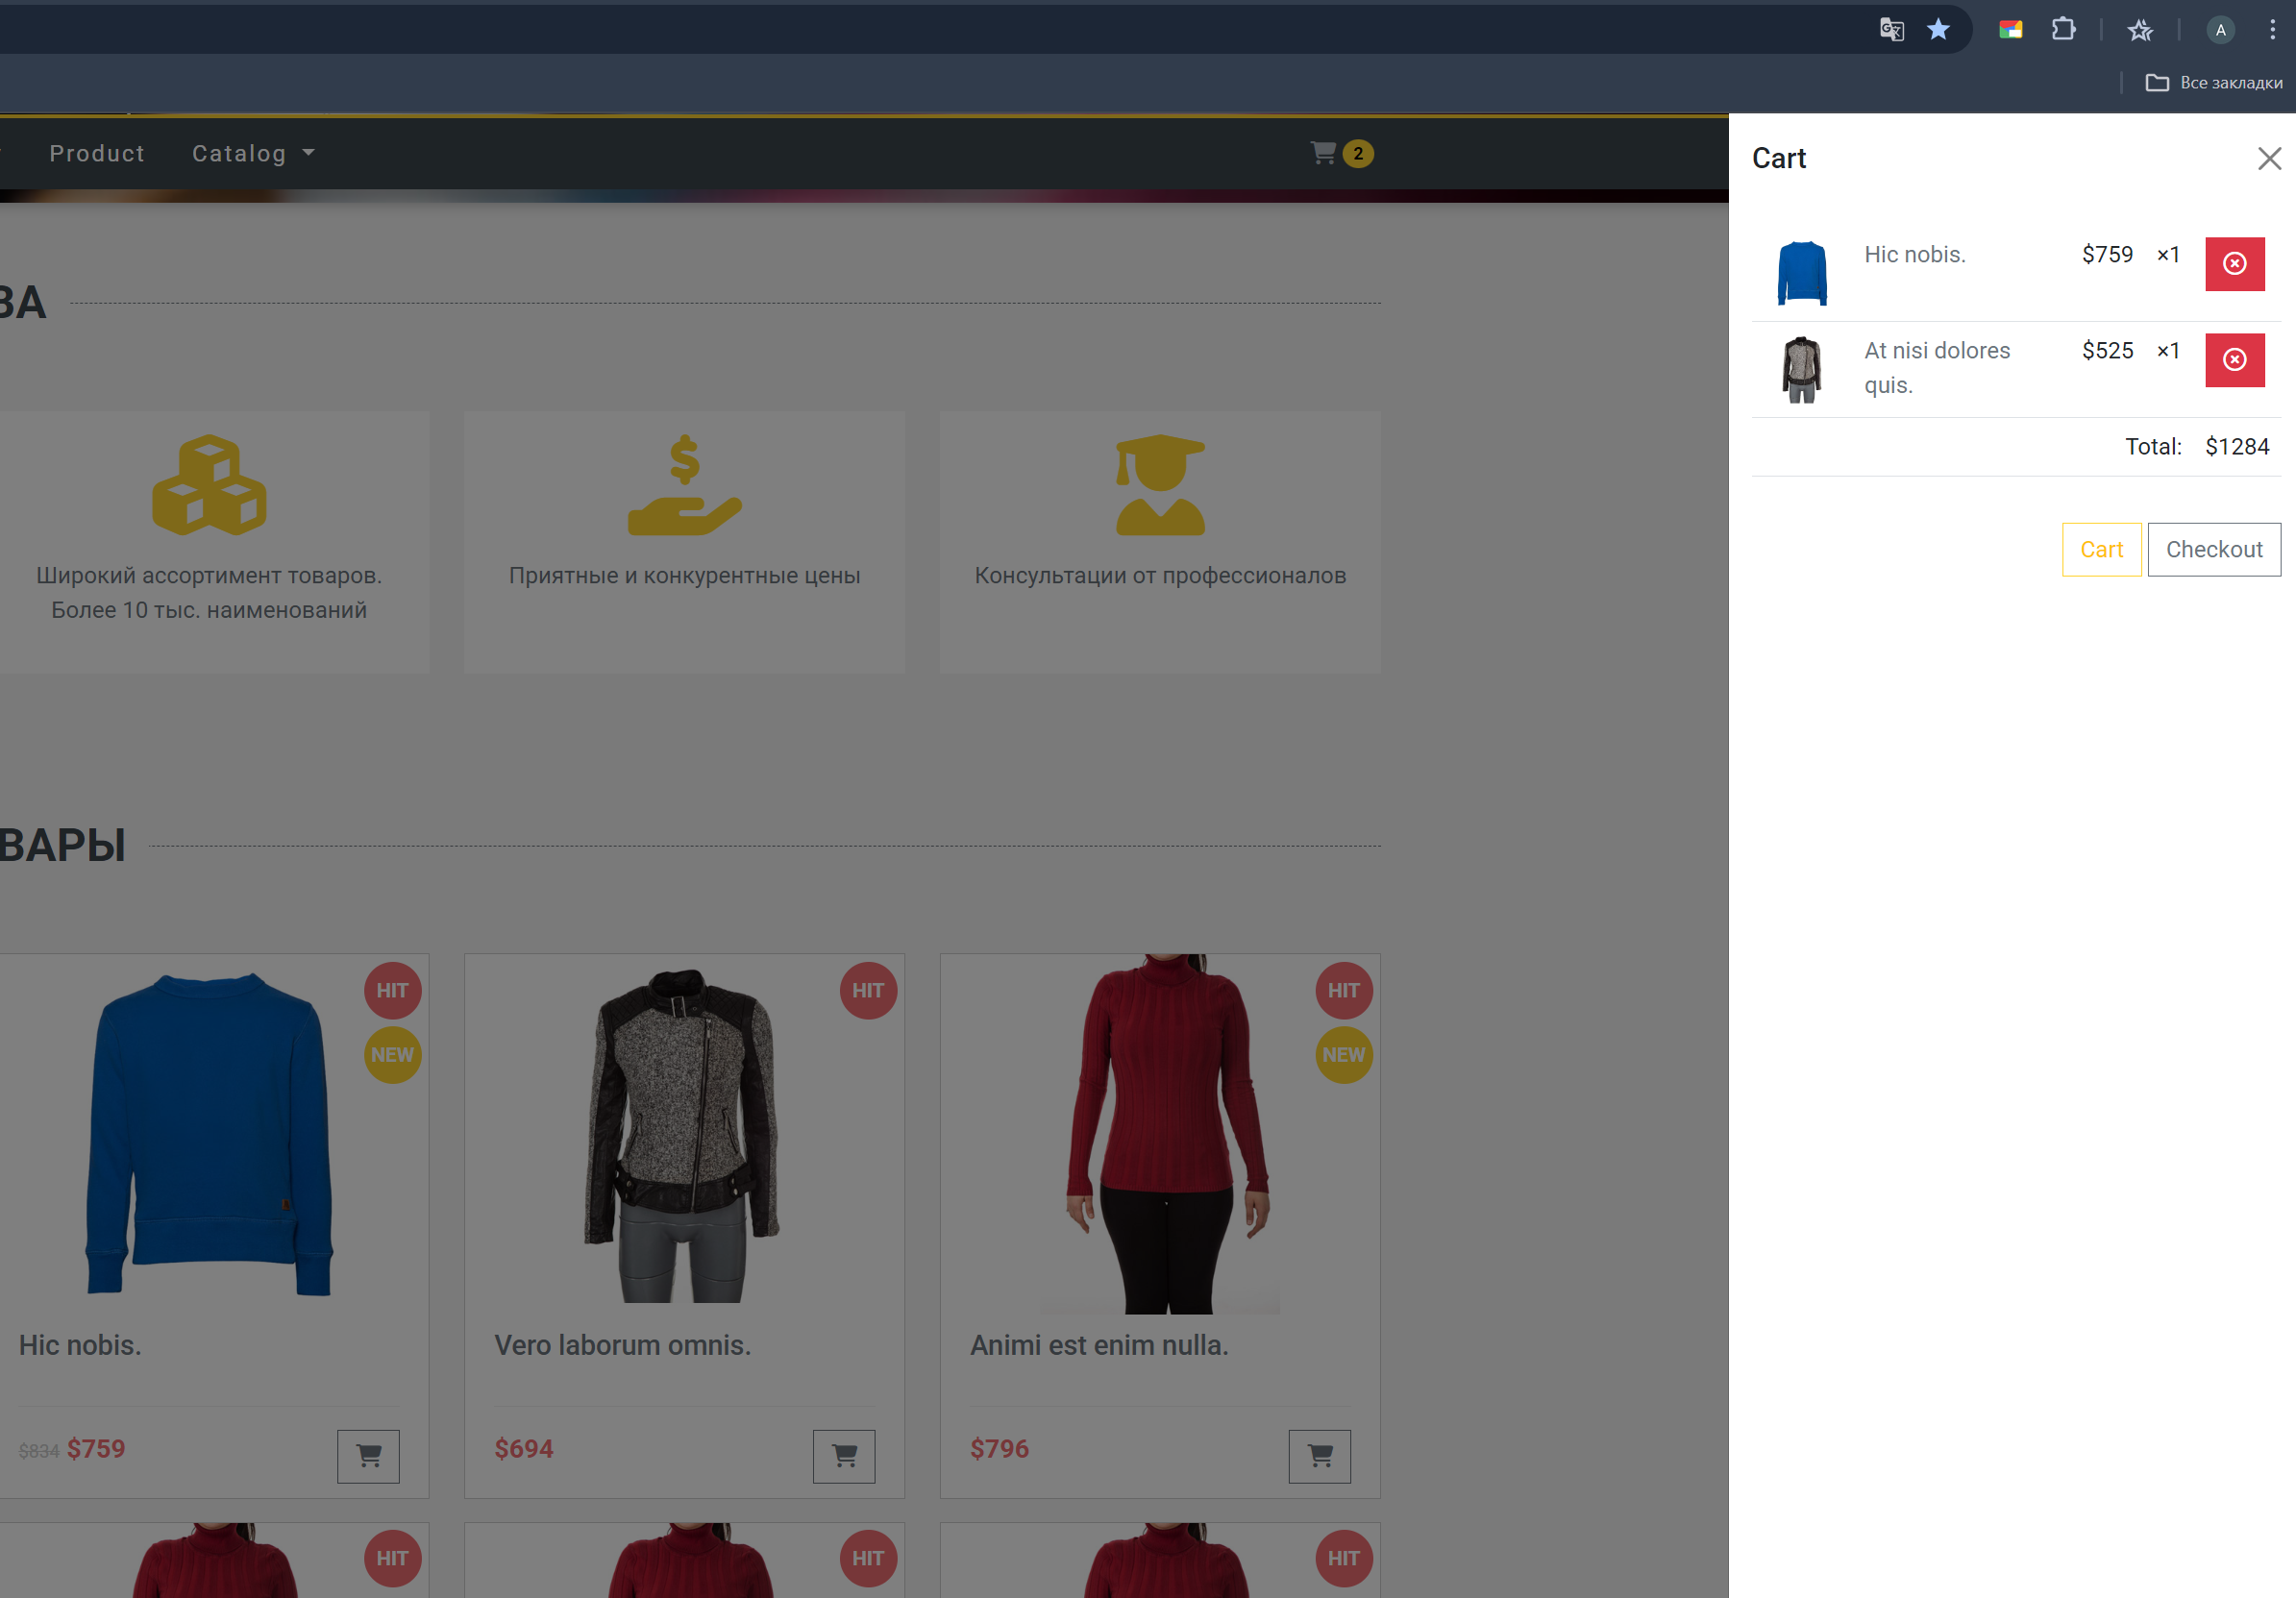 A
Все закладки
Product
Catalog
2
Cart
Hic nobis.
$759
×1
At nisi dolores
quis.
$525
×1
Total:
$1284
Cart
Checkout
ВА
Широкий ассортимент товаров.
Более 10 тыс. наименований
Приятные и конкурентные цены
Консультации от профессионалов
ВАРЫ
HIT
NEW
HIT
HIT
NEW
Hic nobis.
Vero laborum omnis.
Animi est enim nulla.
$834 $759
$694
$796
HIT
HIT
HIT